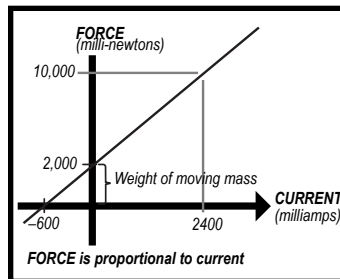 FORCE
(milli-newtons)
10,000
2,000
Weight of moving mass
CURRENT
(milliamps)
–600
2400
FORCE is proportional to current